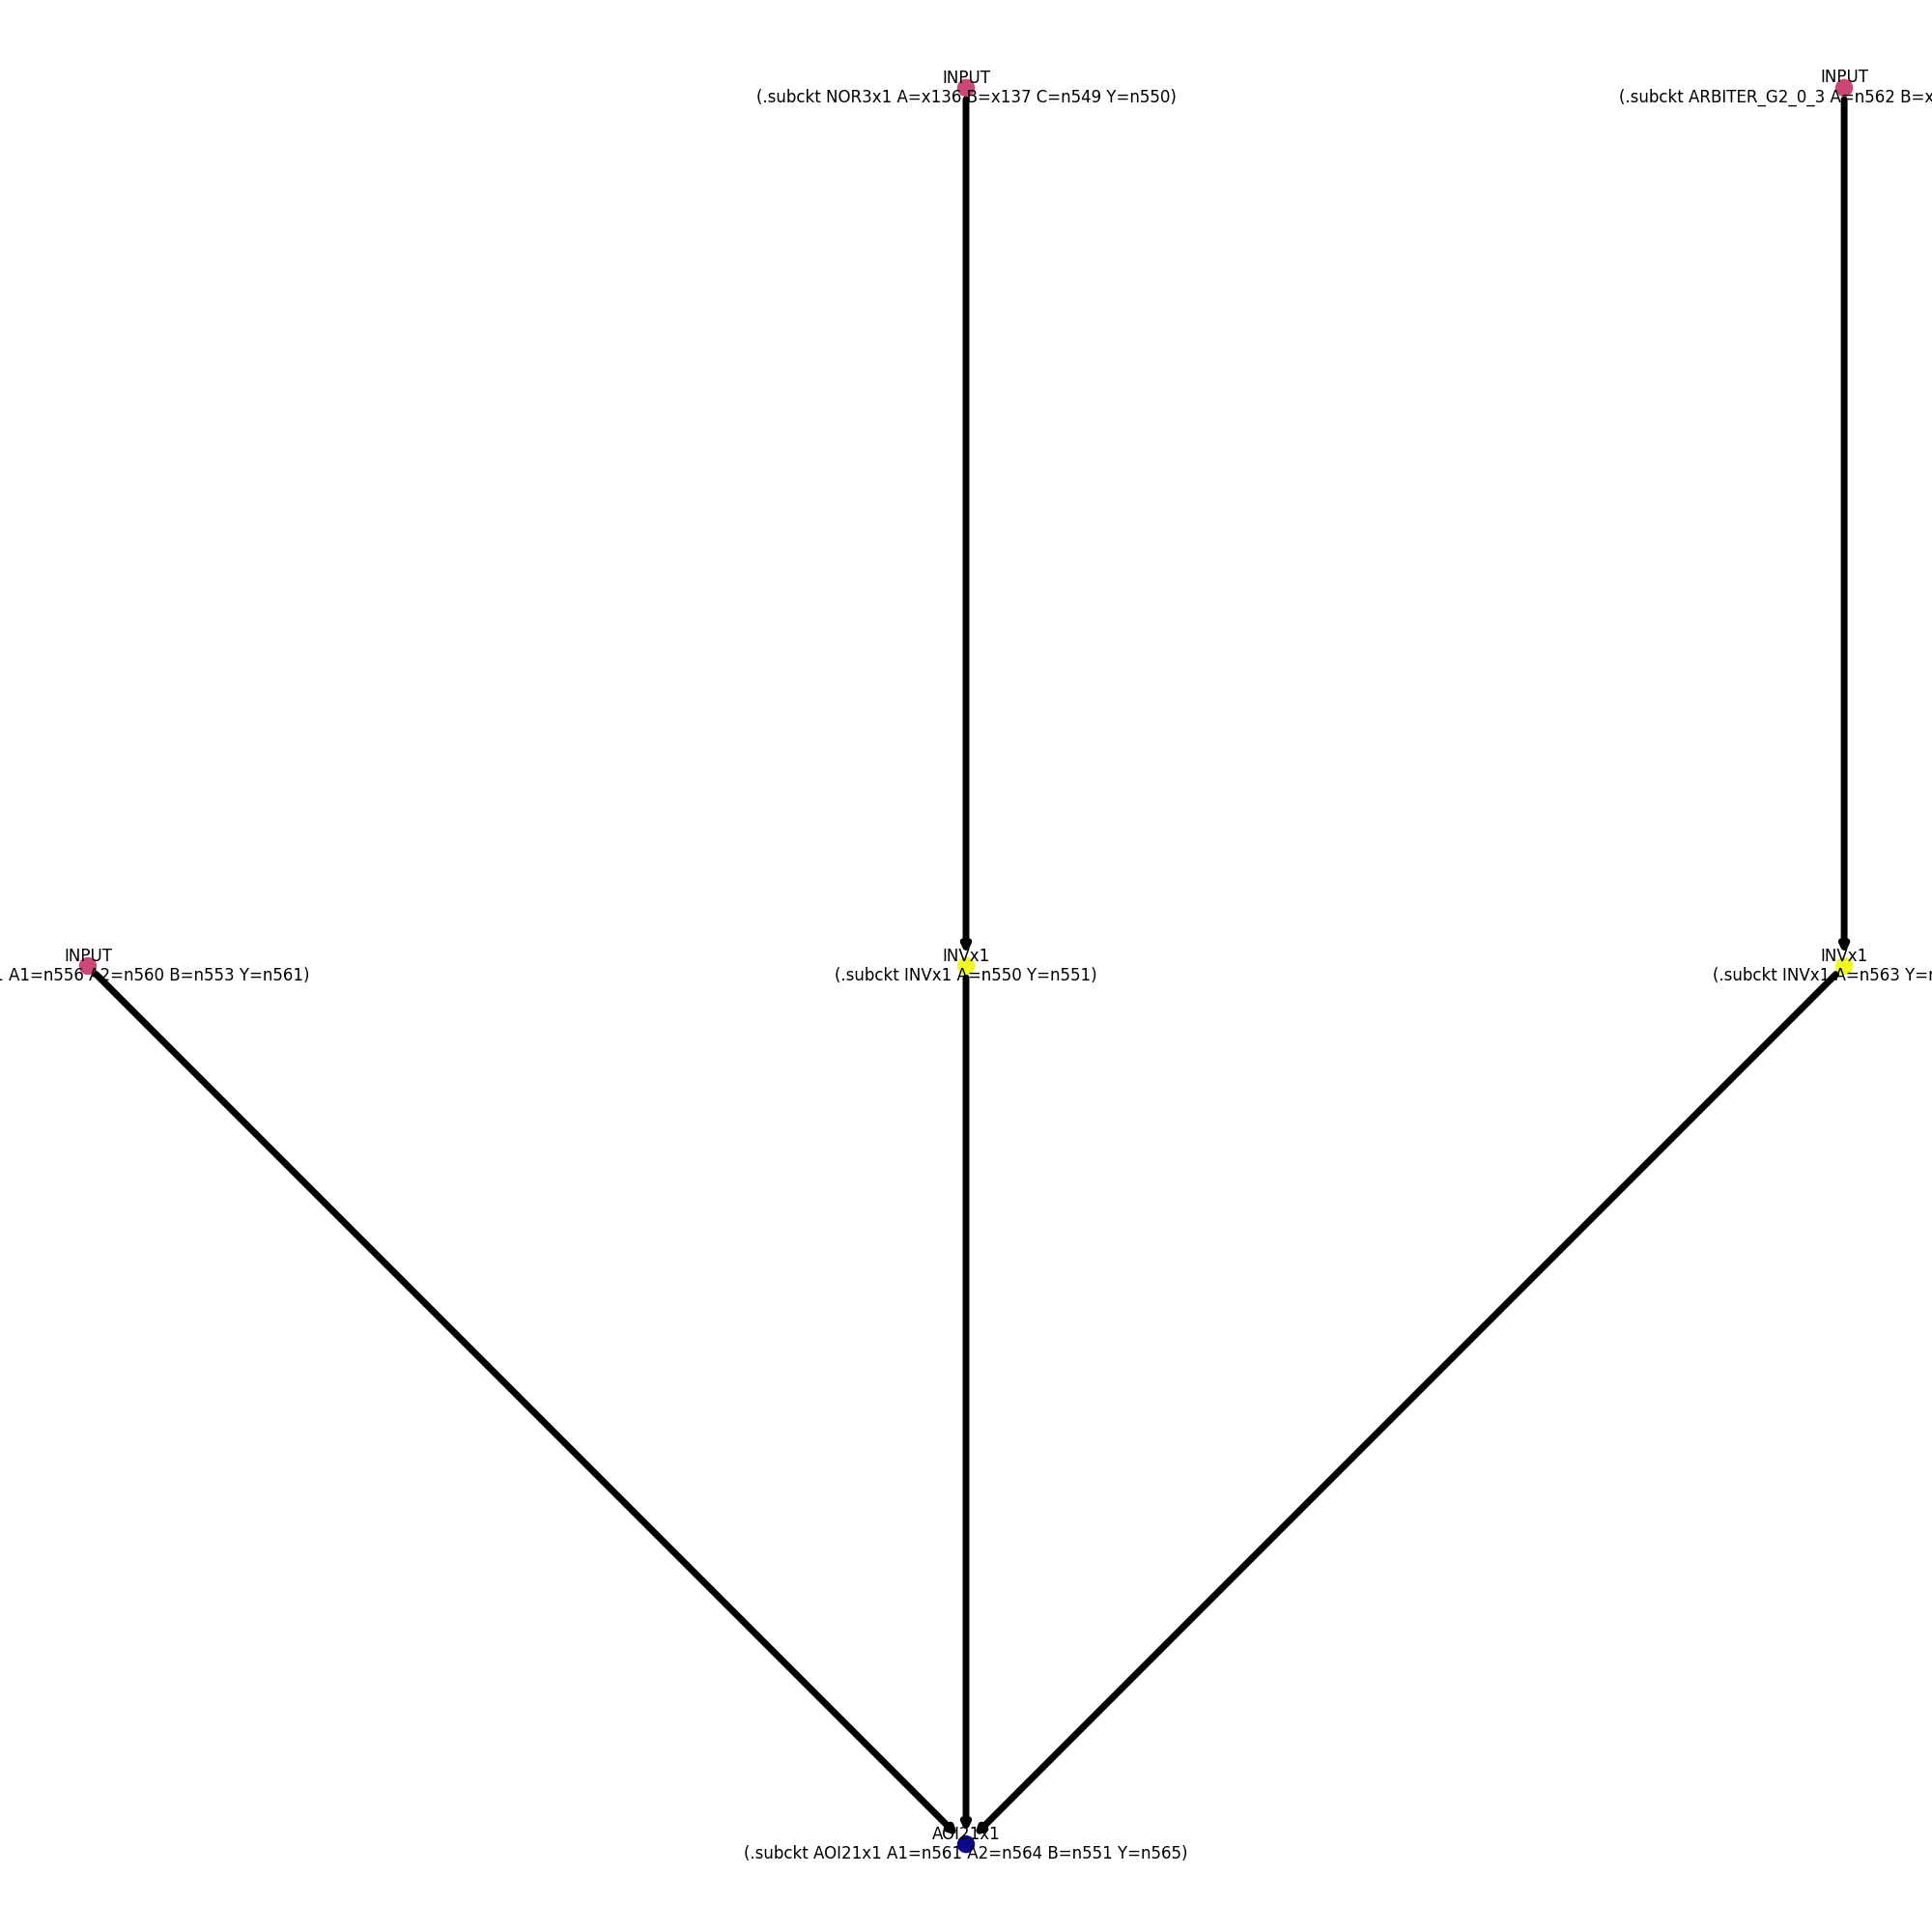 INPUT
(.subckt NOR3x1 A=x136 B=x137 C=n549 Y=n550)
INPUT
(.subckt ARBITER_G2_0_3 A=n562 B=x
INPUT
A1=n556 A2=n560 B=n553 Y=n561)
INVx1
(.subckt INVx1 A=n550 Y=n551)
INVx1
(.subckt INVx1 A=n563 Y=
AOI21x1
(.subckt AOI21x1 A1=n561 A2=n564 B=n551 Y=n565)